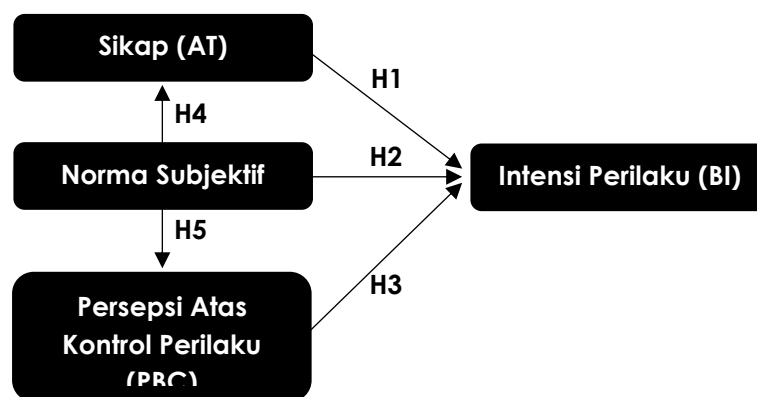 Sikap (AT)
H1
H4
Norma Subjektif
H2
Intensi Perilaku (BI)
H5
H3
Persepsi Atas
Kontrol Perilaku
(PBC)